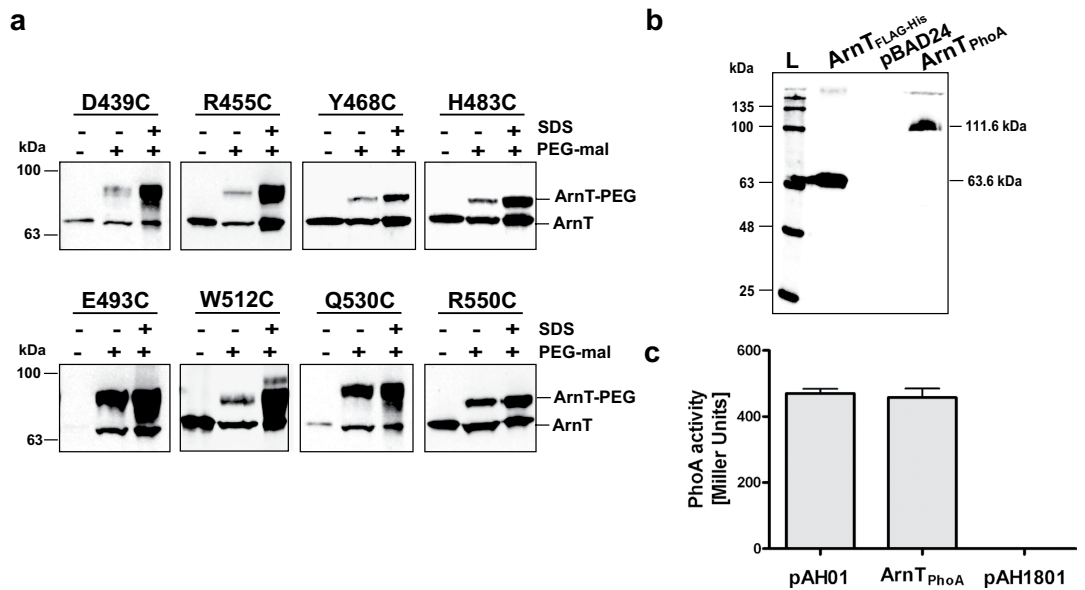 a
D439C R455C Y468C H483C
- - + SDS
- + + PEG-mal
kDa
100
63
ArnT-PEG
ArnT
E493C W512C Q530C R550C
- - + SDS
- + + PEG-mal
kDa
100
63
ArnT-PEG
ArnT
b
kDa L ArnTFLAG-His pBAD24 ArnTPhoA
135
100
63
48
25
111.6 kDa
63.6 kDa
c
PhoA activity
[Miller Units]
600
400
200
0
pAH01 ArnTPhoA pAH1801